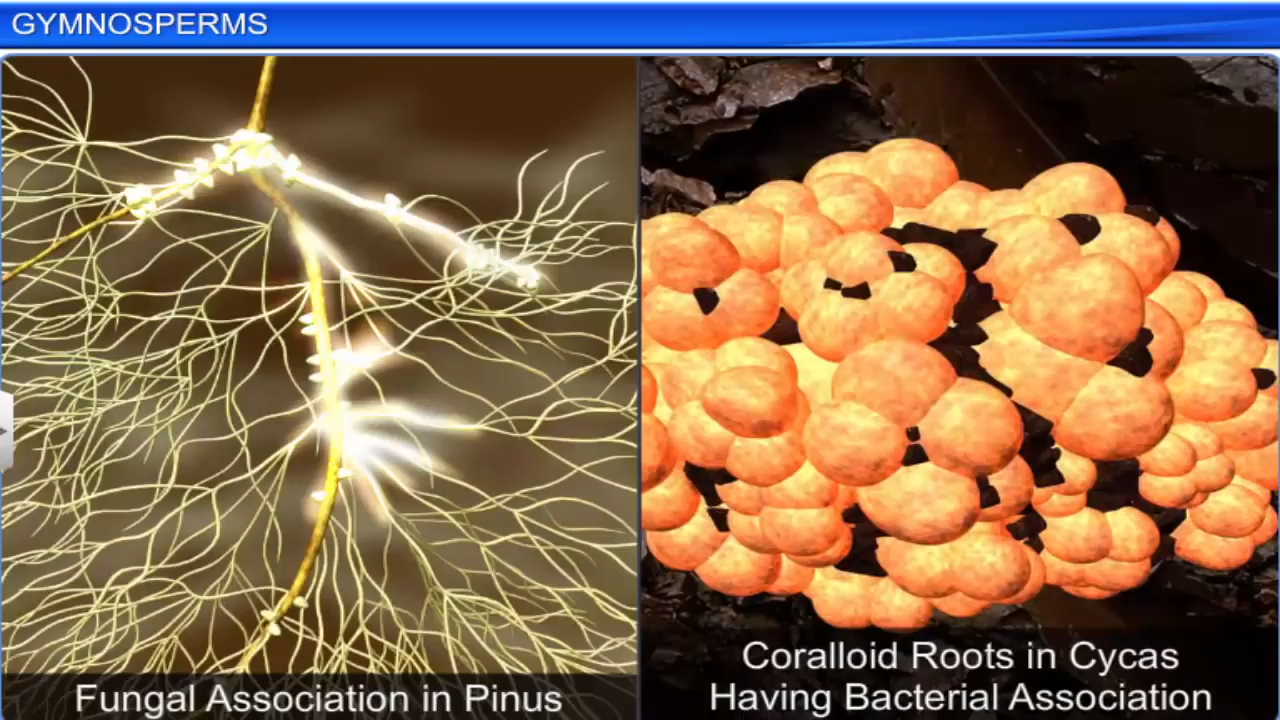 GYMNOSPERMS
Fungal Association in Pinus
Coralloid Roots in Cycas
Having Bacterial Association